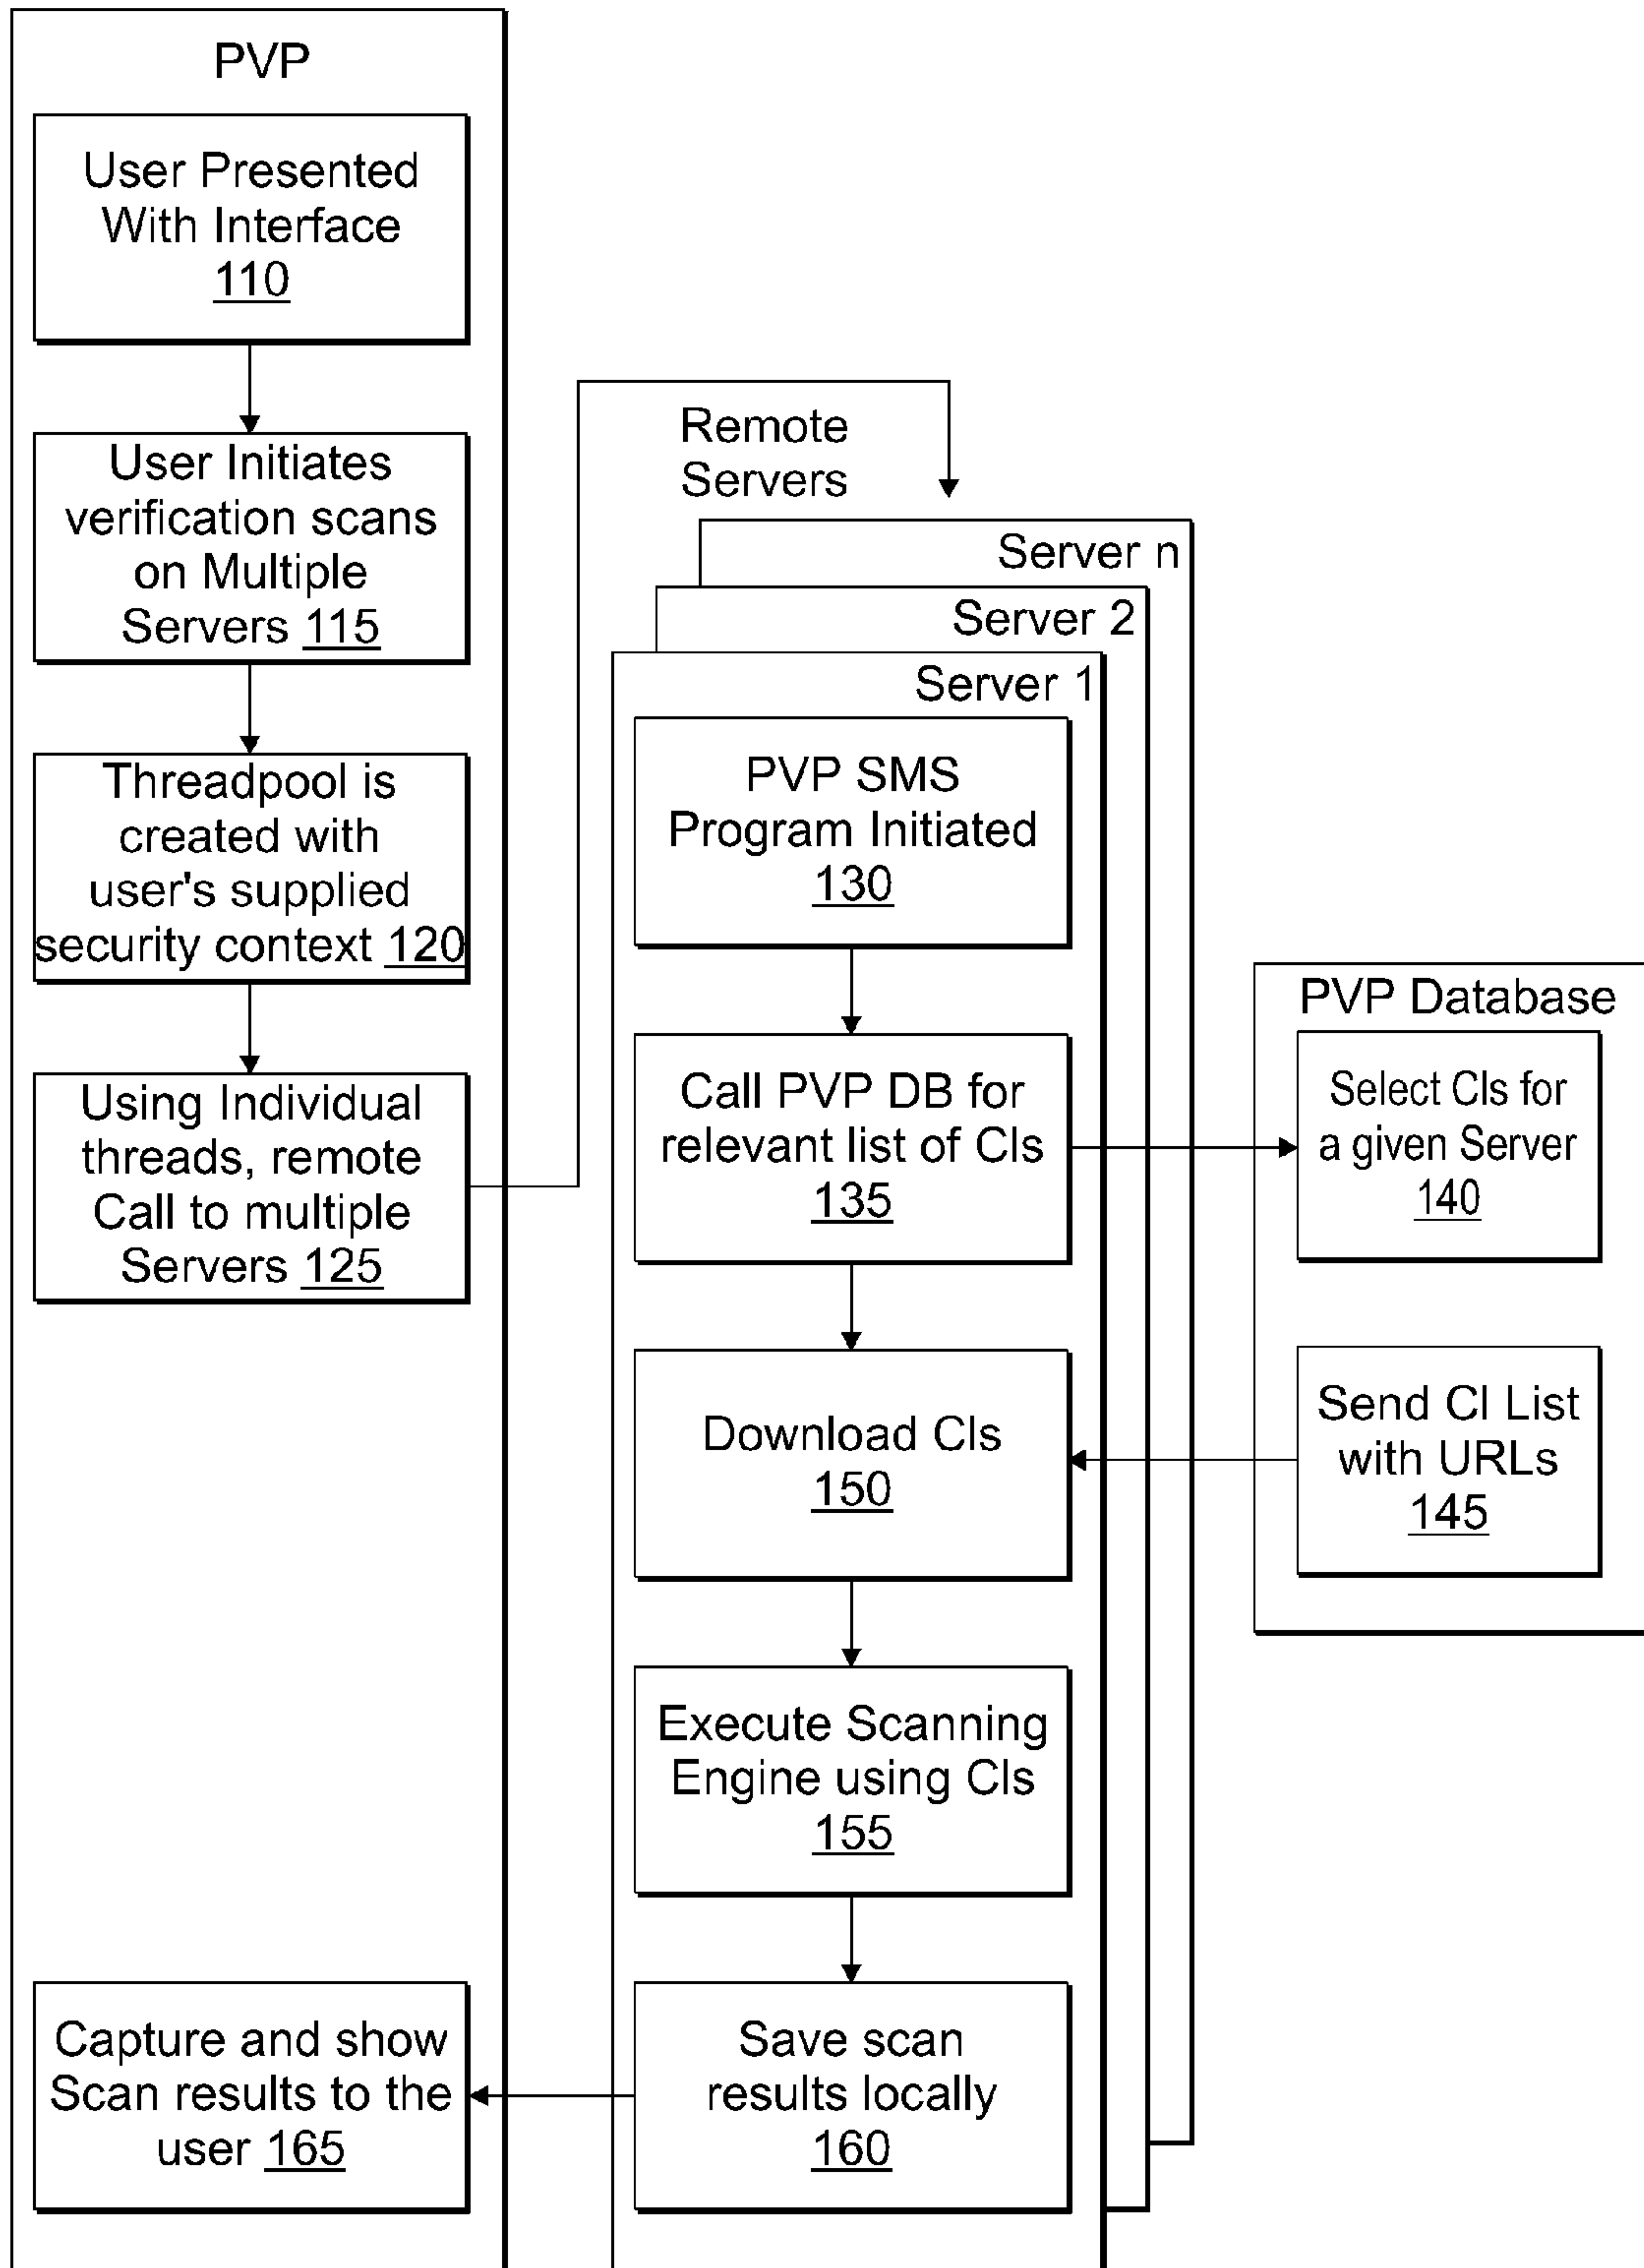 PVP
User Presented
With Interface
110
User Initiates
verification scans
on Multiple
Servers 115
Threadpool is
created with
user's supplied
security context 120
Using Individual
threads, remote
Call to multiple
Servers 125
Remote
Servers
Server n
Server 2
Server 1
PVP SMS
Program Initiated
130
Call PVP DB for
relevant list of CIs
135
PVP Database
Select CIs for
a given Server
140
Send CI List
with URLs
145
Download CIs
150
Execute Scanning
Engine using CIs
155
Save scan
results locally
160
Capture and show
Scan results to the
user 165